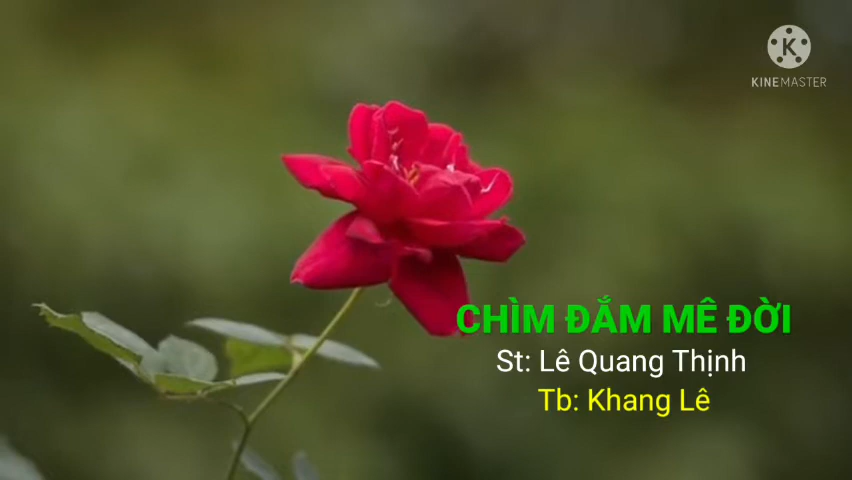 KINEMASTER
CHÌM ĐẮM MÊ ĐỜI
St: Lê Quang Thịnh
Tb: Khang Lê